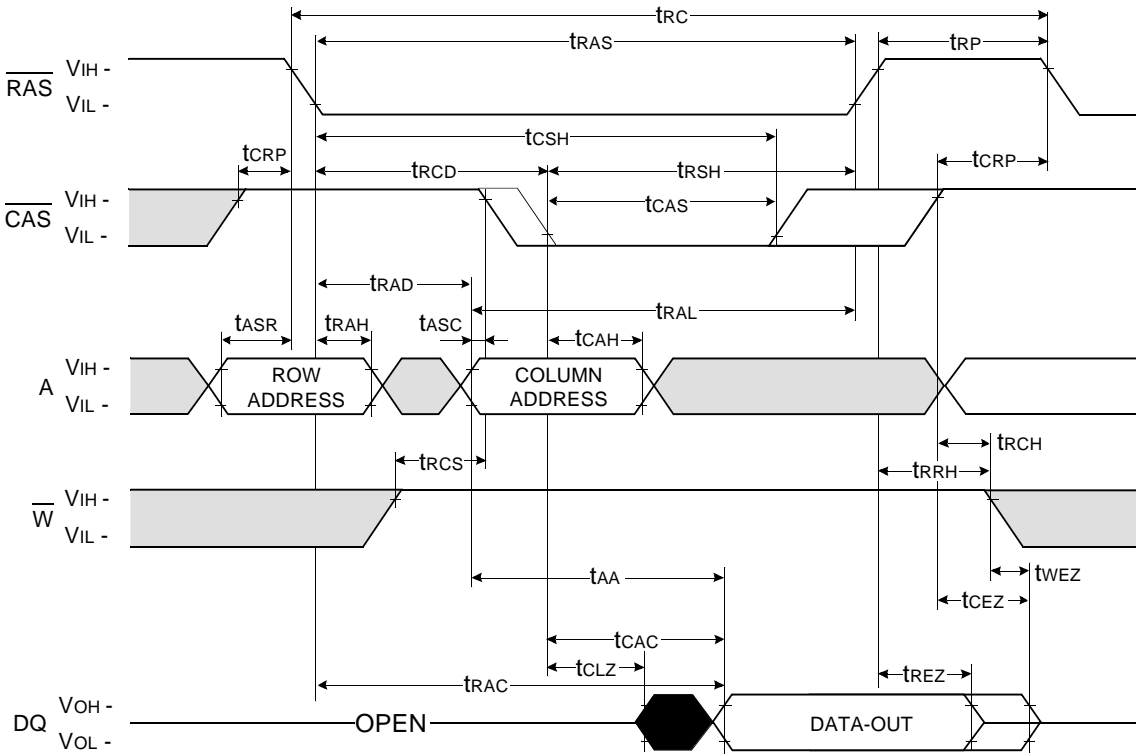 tRC
tRAS
tRP
RAS
VIH -
VIL -
tCSH
tCRP
tRCD
tRSH
tCRP
CAS
VIH -
VIL -
tCAS
tRAD
tRAL
tASR
tRAH
tASC
tCAH
A
VIH -
VIL -
ROW
ADDRESS
COLUMN
ADDRESS
tRCS
tRCH
tRRH
W
VIH -
VIL -
tAA
tWEZ
tCEZ
tCAC
tCLZ
tREZ
tRAC
DQ
VOH -
VOL -
OPEN
DATA-OUT